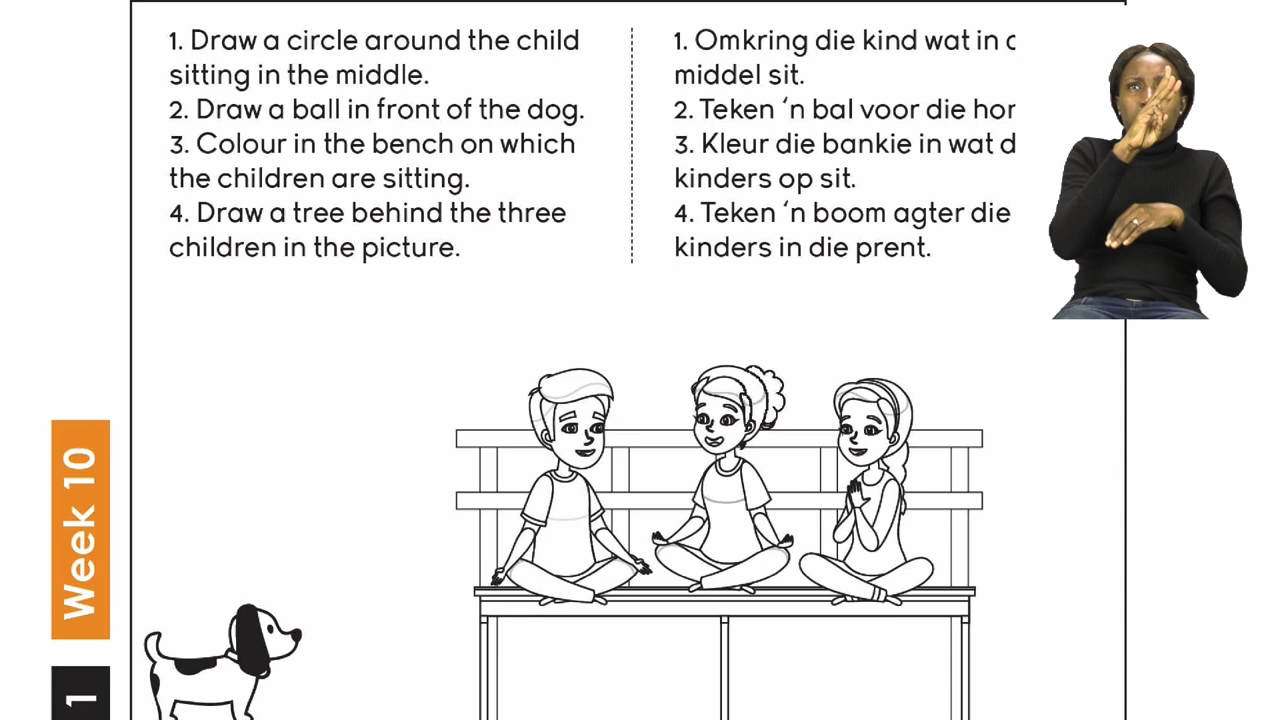 1. Draw a circle around the child
sitting in the middle.
2. Draw a ball in front of the dog.
3. Colour in the bench on which
the children are sitting.
4. Draw a tree behind the three
children in the picture.
1. Omkring die kind wat in
middel sit.
2. Teken ‘n bal voor die
3. Kleur die bankie in wat
kinders op sit.
4. Teken ‘n boom agter die
kinders in die prent.
Week 10
1